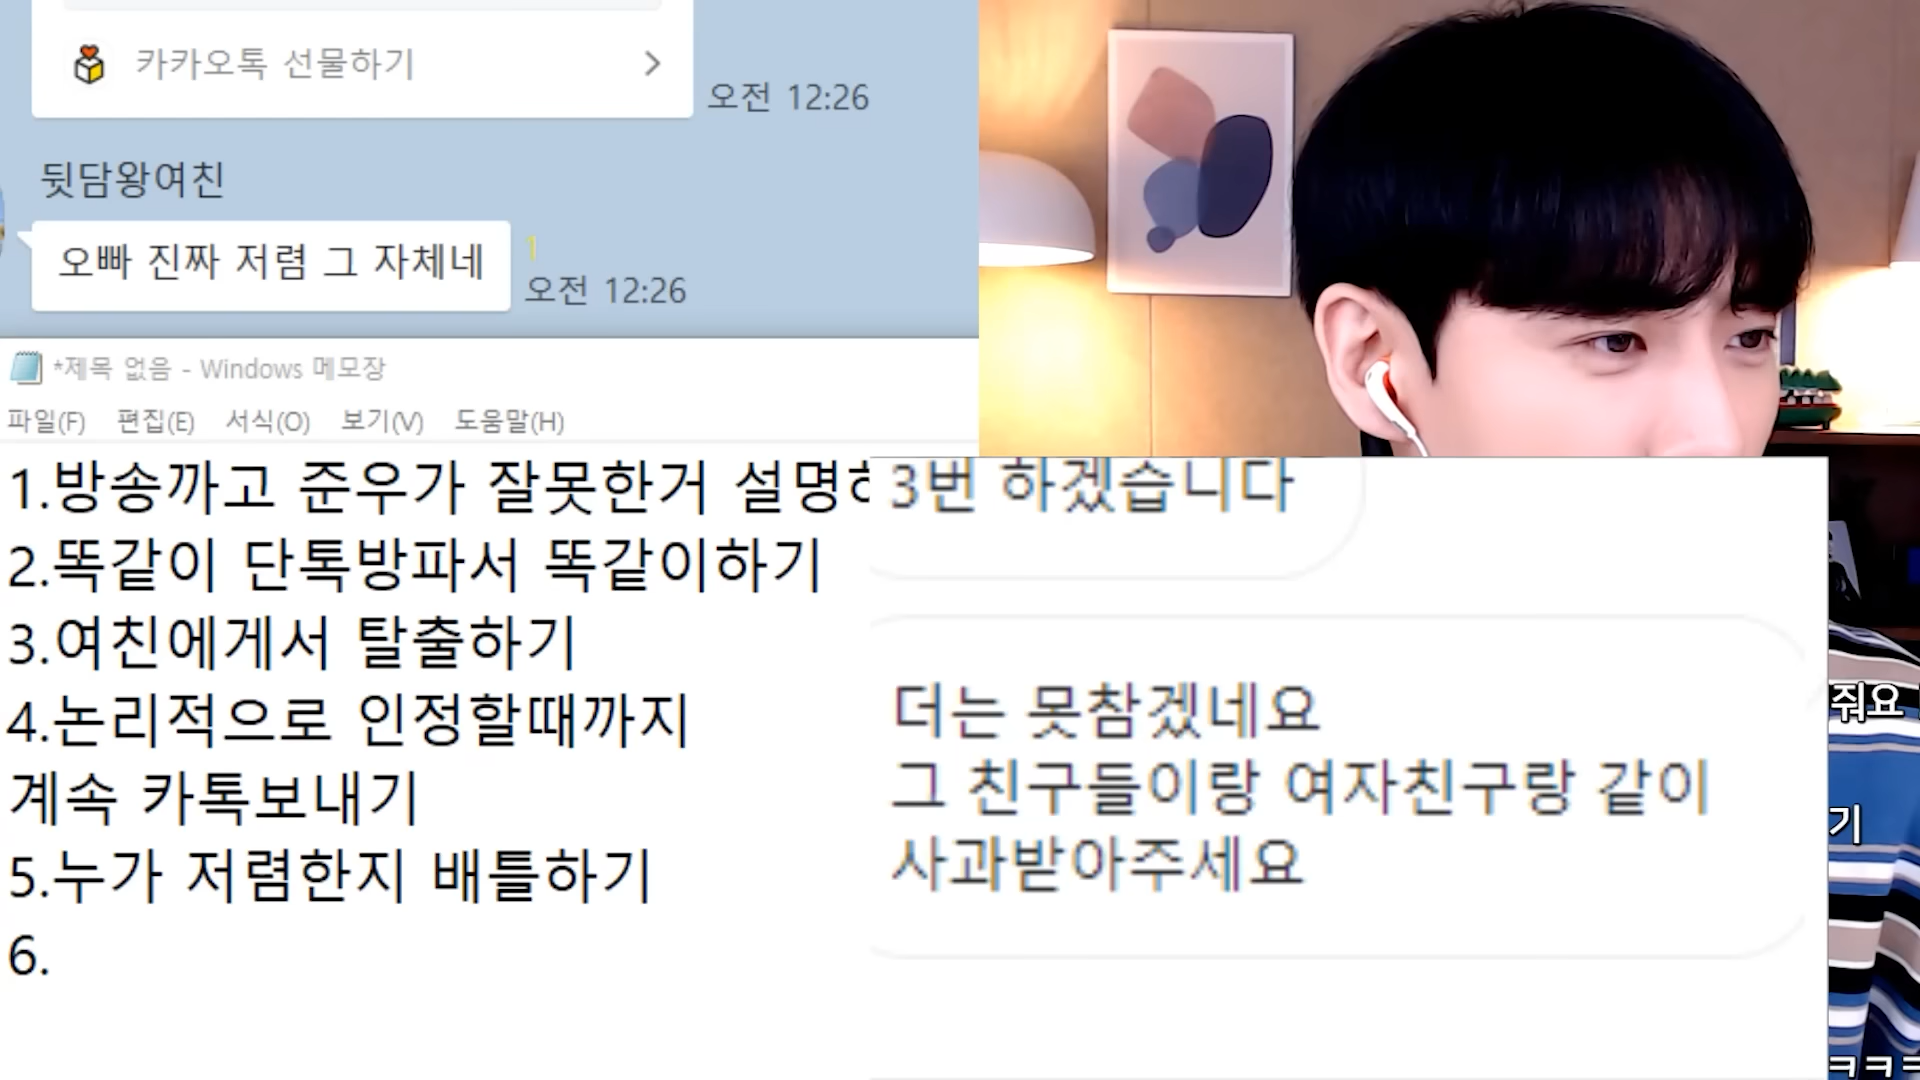 카카오톡 선물하기
오전 12:26
뒷담왕여친
오빠 진짜 저렴 그 자체네
1
오전 12:26
*제목 없음 - Windows 메모장
파일(F) 편집(E) 서식(O) 보기(V) 도움말(H)
1.방송까고 준우가 잘못한거 설명
2.똑같이 단톡방파서 똑같이하기
3.여친에게서 탈출하기
4.논리적으로 인정할때까지
계속 카톡보내기
5.누가 저렴한지 배틀하기
6.
3번 하겠습니다
더는 못참겠네요
그 친구들이랑 여자친구랑 같이
사과받아주세요
줘요
기
ㅋㅋㅋ